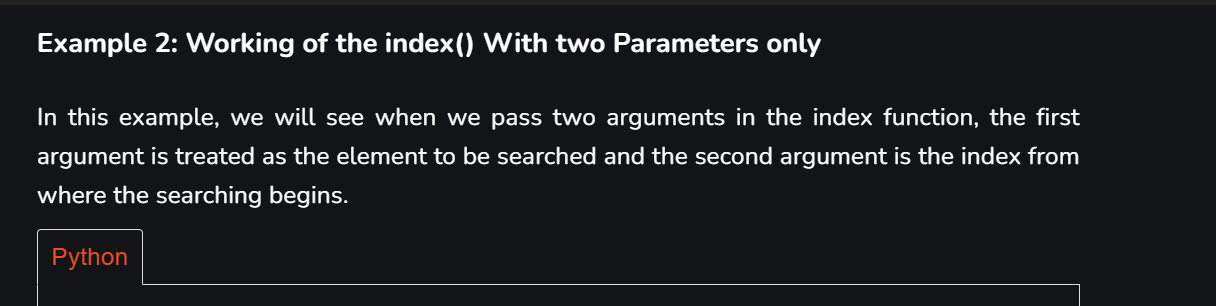 Example 2: Working of the index() With two Parameters only
In this example, we will see when we pass two arguments in the index function, the first
argument is treated as the element to be searched and the second argument is the index from
where the searching begins.
Python